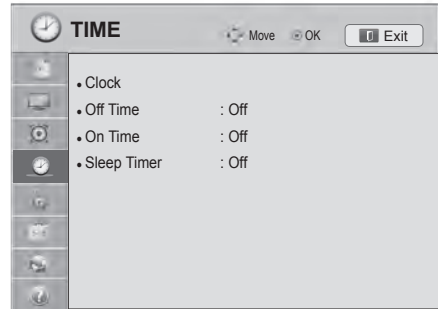 TIME Move OK Exit
• Clock
• Off Time : Off
• On Time : Off
• Sleep Timer : Off